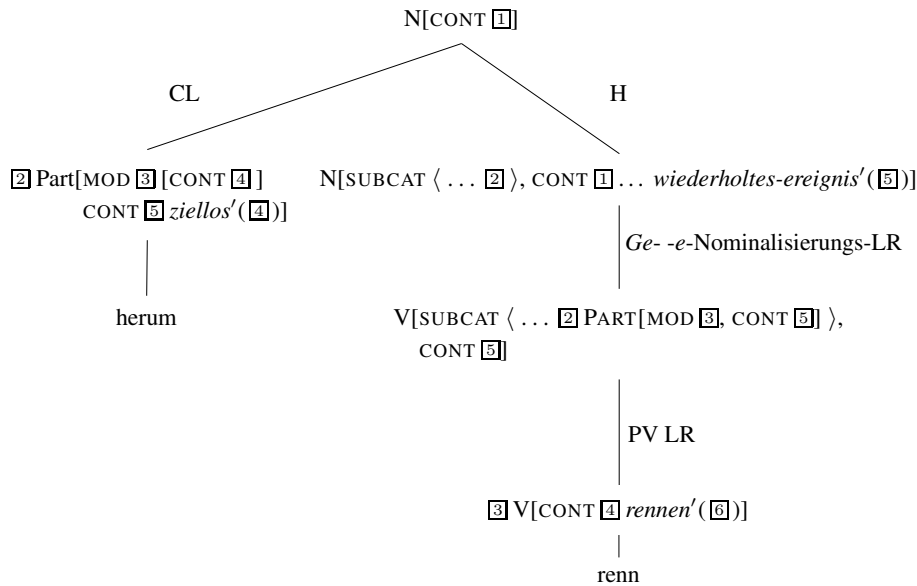 N[CONT 1]
CL H
2 Part[MOD 3 [CONT 4] N[SUBCAT ⟨ … 2 ⟩, CONT 1 … wiederholtes-ereignis′(5)]
CONT 5 ziellos′(4)]
Ge- -e-Nominalisierungs-LR
herum V[SUBCAT ⟨ … 2 PART[MOD 3, CONT 5] ⟩,
CONT 5]
PV LR
3 V[CONT 4 rennen′(6)]
renn